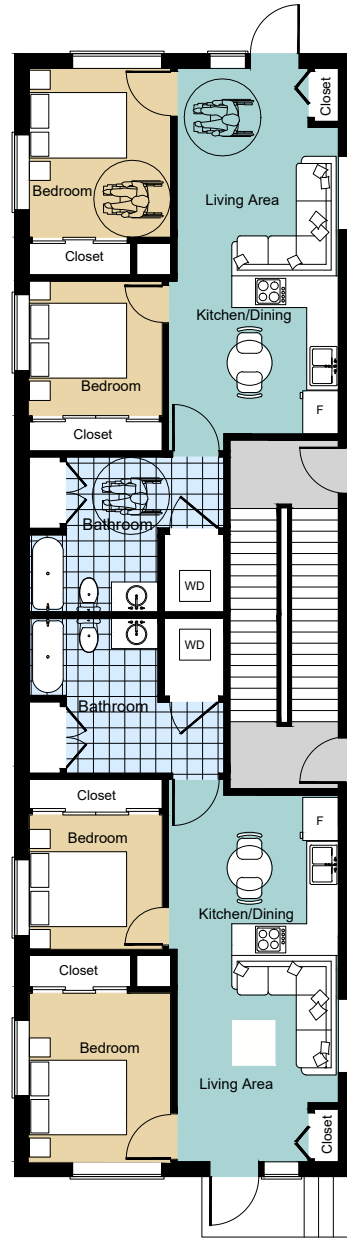 Closet
Bedroom
Living Area
Closet
Kitchen/Dining
Bedroom
F
Closet
Bathroom
WD
WD
Bathroom
Closet
F
Bedroom
Kitchen/Dining
Closet
Bedroom
Living Area
Closet